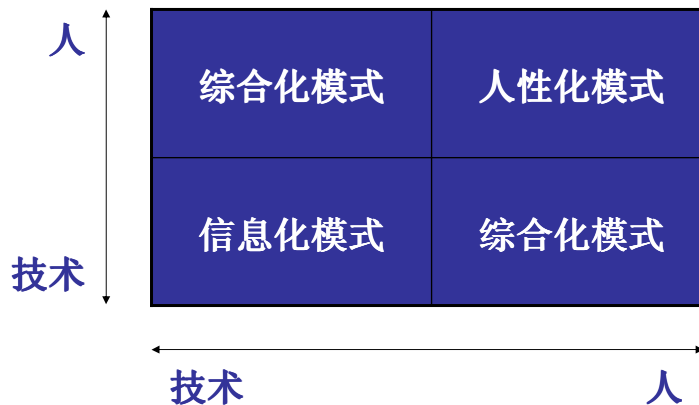 人
综合化模式
人性化模式
信息化模式
综合化模式
技术
技术
人